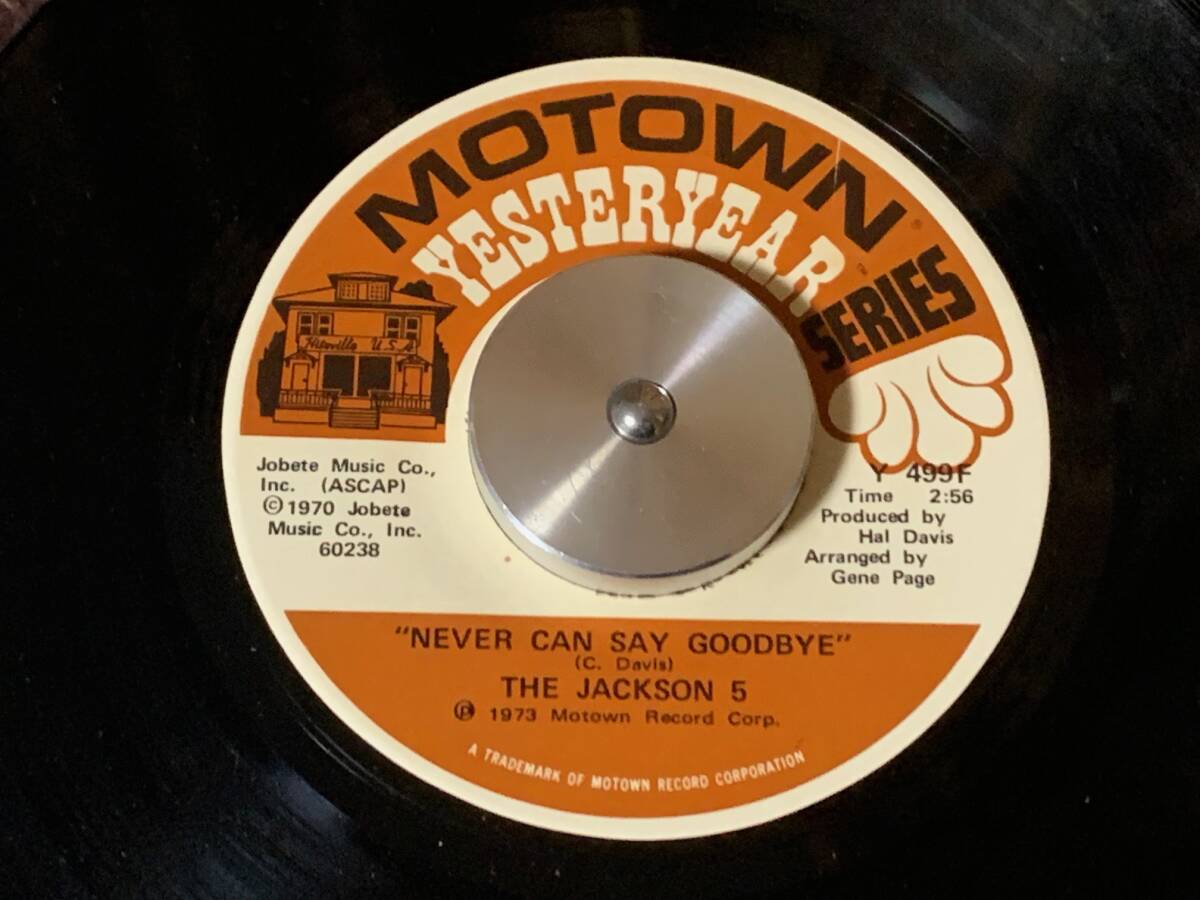 MOTOWN®
YESTERYEAR™
SERIES
Hitsville U.S.A.
Jobete Music Co.,
Inc. (ASCAP)
©1970 Jobete
Music Co., Inc.
60238
Y 499F
Time 2:56
Produced by
Hal Davis
Arranged by
Gene Page
"NEVER CAN SAY GOODBYE"
(C. Davis)
THE JACKSON 5
℗ 1973 Motown Record Corp.
A TRADEMARK OF MOTOWN RECORD CORPORATION